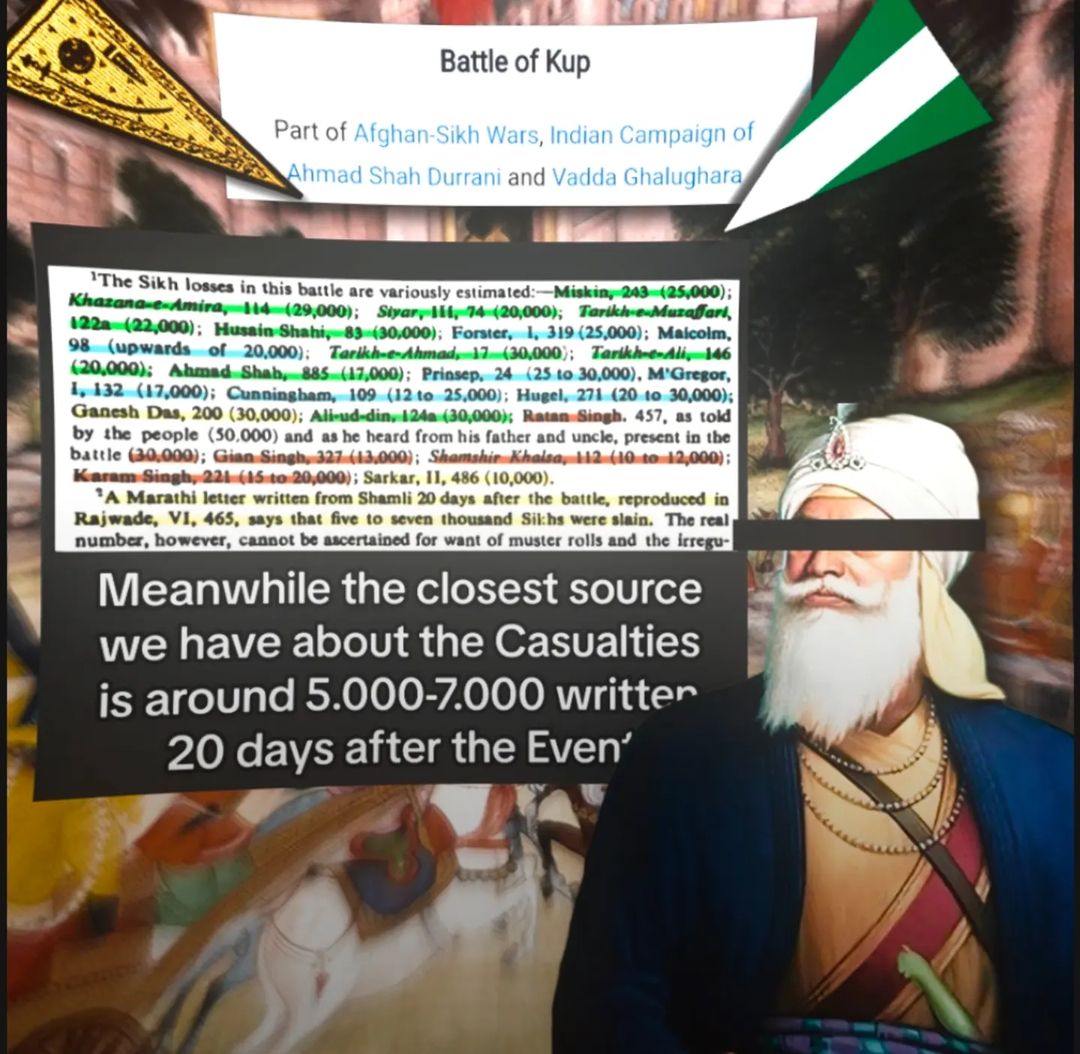 Battle of Kup
Part of Afghan-Sikh Wars, Indian Campaign of
Ahmad Shah Durrani and Vadda Ghalughara
¹The Sikh losses in this battle are variously estimated:—Miskin, 243 (25,000);
Khazana-e-Amira, 114 (29,000); Siyar, III, 74 (20,000); Tarikh-e-Muzaffari,
122a (22,000); Husain Shahi, 83 (30,000); Forster, I, 319 (25,000); Malcolm,
98 (upwards of 20,000); Tarikh-e-Ahmad, 17 (30,000); Tarikh-e-Ali, 146
(20,000); Ahmad Shah, 885 (17,000); Prinsep, 24 (25 to 30,000), M'Gregor,
I, 132 (17,000); Cunningham, 109 (12 to 25,000); Hugel, 271 (20 to 30,000);
Ganesh Das, 200 (30,000); Ali-ud-din, 124a (30,000); Ratan Singh. 457, as told
by the people (50.000) and as he heard from his father and uncle, present in the
battle (30,000); Gian Singh, 327 (13,000); Shamshir Khalsa, 112 (10 to 12,000);
Karam Singh, 221 (15 to 20,000); Sarkar, II, 486 (10,000).
²A Marathi letter written from Shamli 20 days after the battle, reproduced in
Rajwade, VI, 465, says that five to seven thousand Sikhs were slain. The real
number, however, cannot be ascertained for want of muster rolls and the irregu-
Meanwhile the closest source
we have about the Casualties
is around 5.000-7.000 written
20 days after the Event